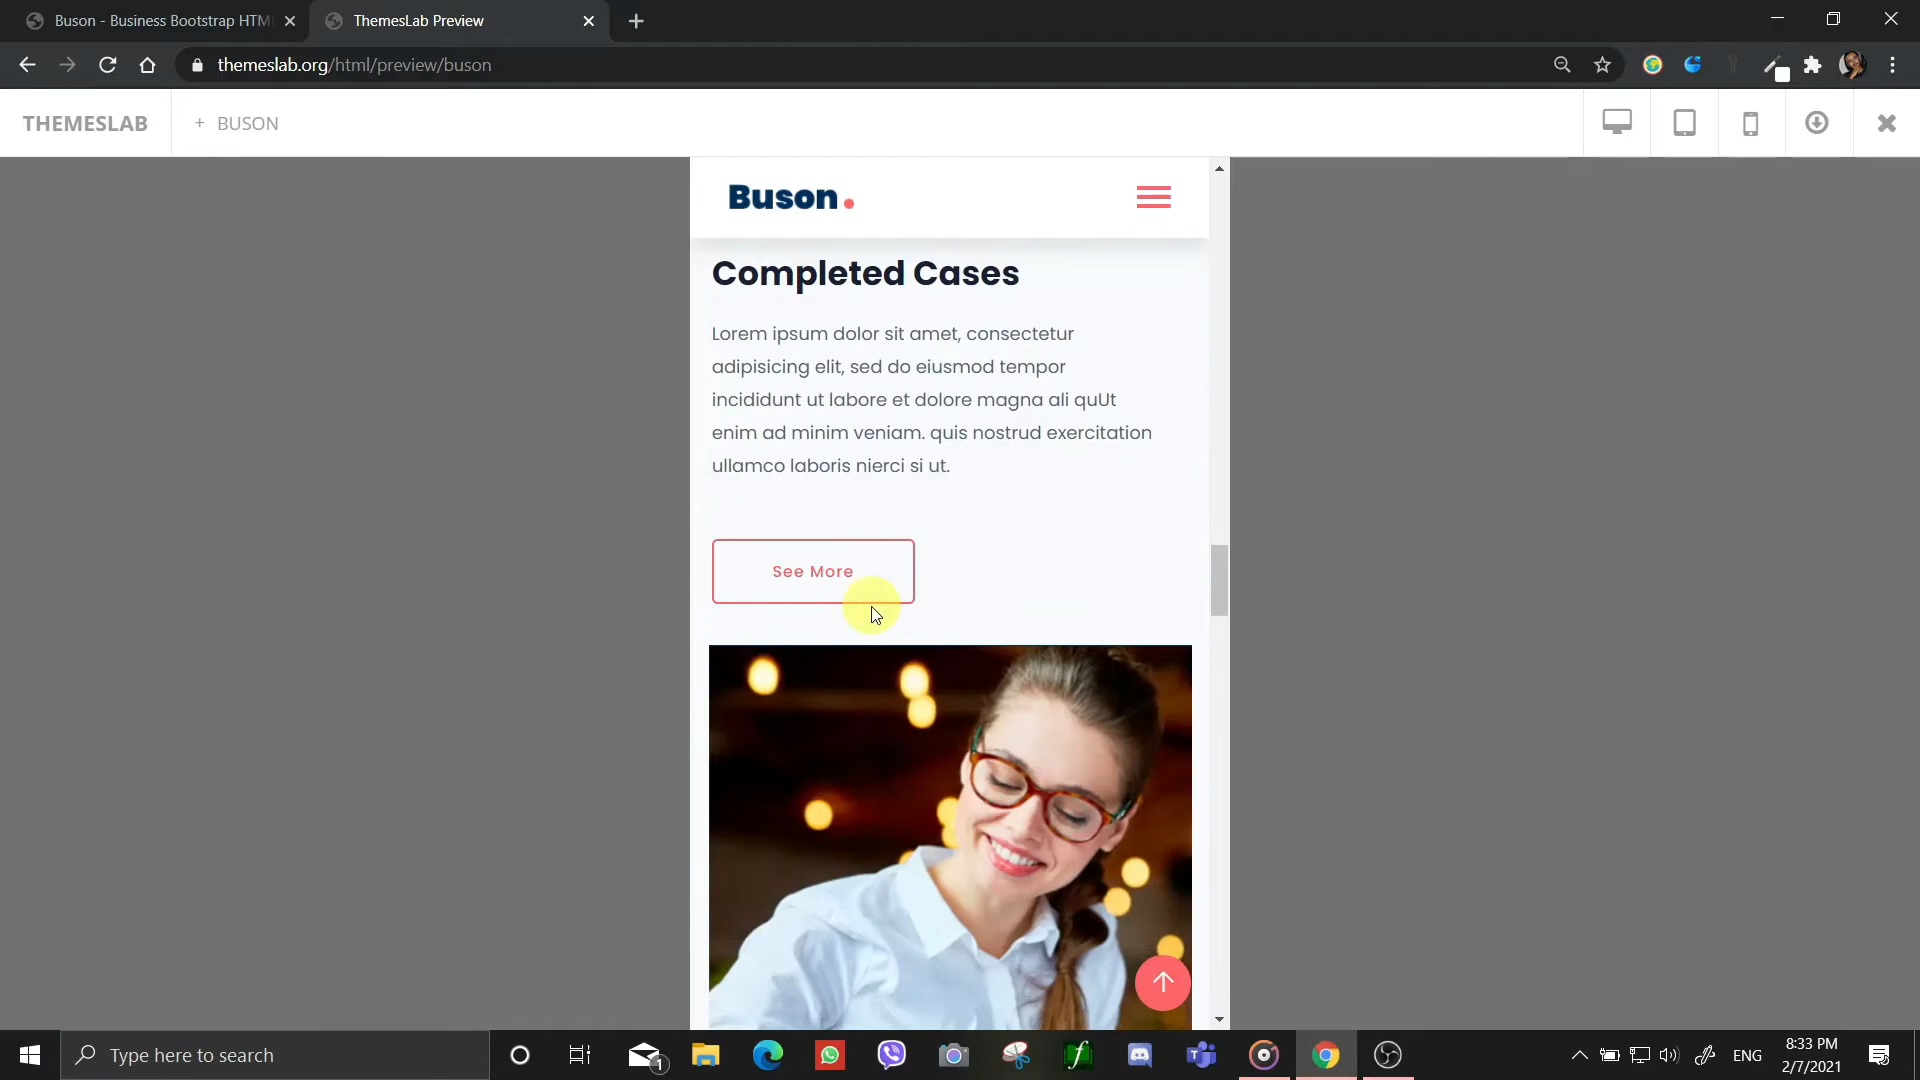 Buson - Business Bootstrap HTM
ThemesLab Preview
themeslab.org/html/preview/buson
THEMESLAB
+ BUSON
Buson.
Completed Cases
Lorem ipsum dolor sit amet, consectetur
adipisicing elit, sed do eiusmod tempor
incididunt ut labore et dolore magna ali quUt
enim ad minim veniam. quis nostrud exercitation
ullamco laboris nierci si ut.
See More
Type here to search
1
ENG
8:33 PM
2/7/2021